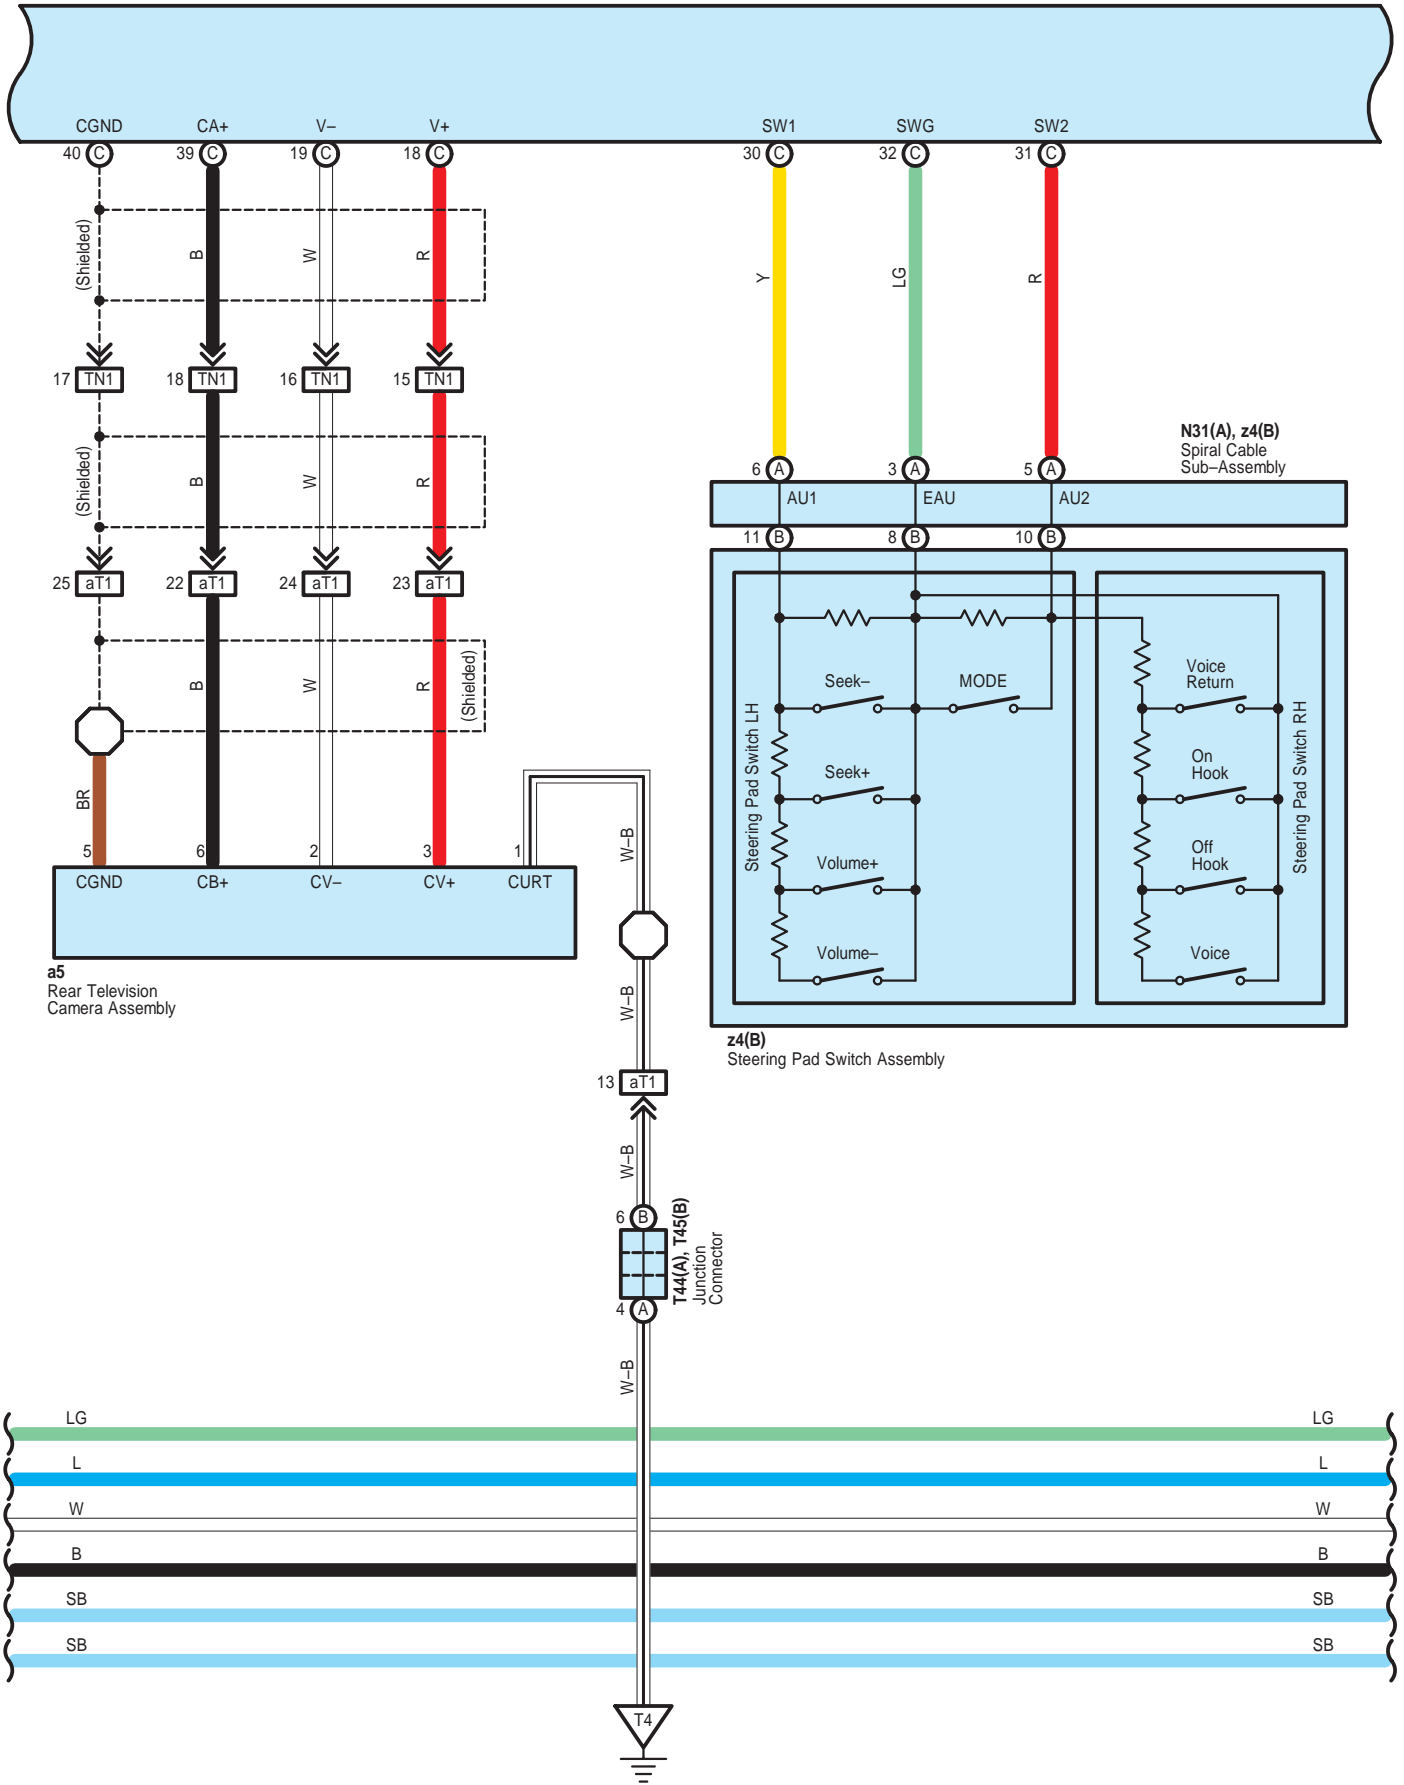 CGND CA+ V– V+ SW1 SWG SW2
40 C 39 C 19 C 18 C 30 C 32 C 31 C
(Shielded) B W R Y LG R
17 TN1 18 TN1 16 TN1 15 TN1
(Shielded) B W R
N31(A), z4(B)
Spiral Cable
Sub–Assembly
6 A 3 A 5 A
AU1 EAU AU2
11 B 8 B 10 B
25 aT1 22 aT1 24 aT1 23 aT1
B W R (Shielded)
Steering Pad Switch LH
Seek– MODE
Seek+
Volume+
Volume–
Voice
Return
On
Hook
Off
Hook
Voice
Steering Pad Switch RH
z4(B)
Steering Pad Switch Assembly
BR
5 6 2 3 1
CGND CB+ CV– CV+ CURT
a5
Rear Television
Camera Assembly
W–B
W–B
13 aT1
W–B
6 B
T44(A), T45(B)
Junction
Connector
4 A
W–B
LG LG
L L
W W
B B
SB SB
SB SB
T4